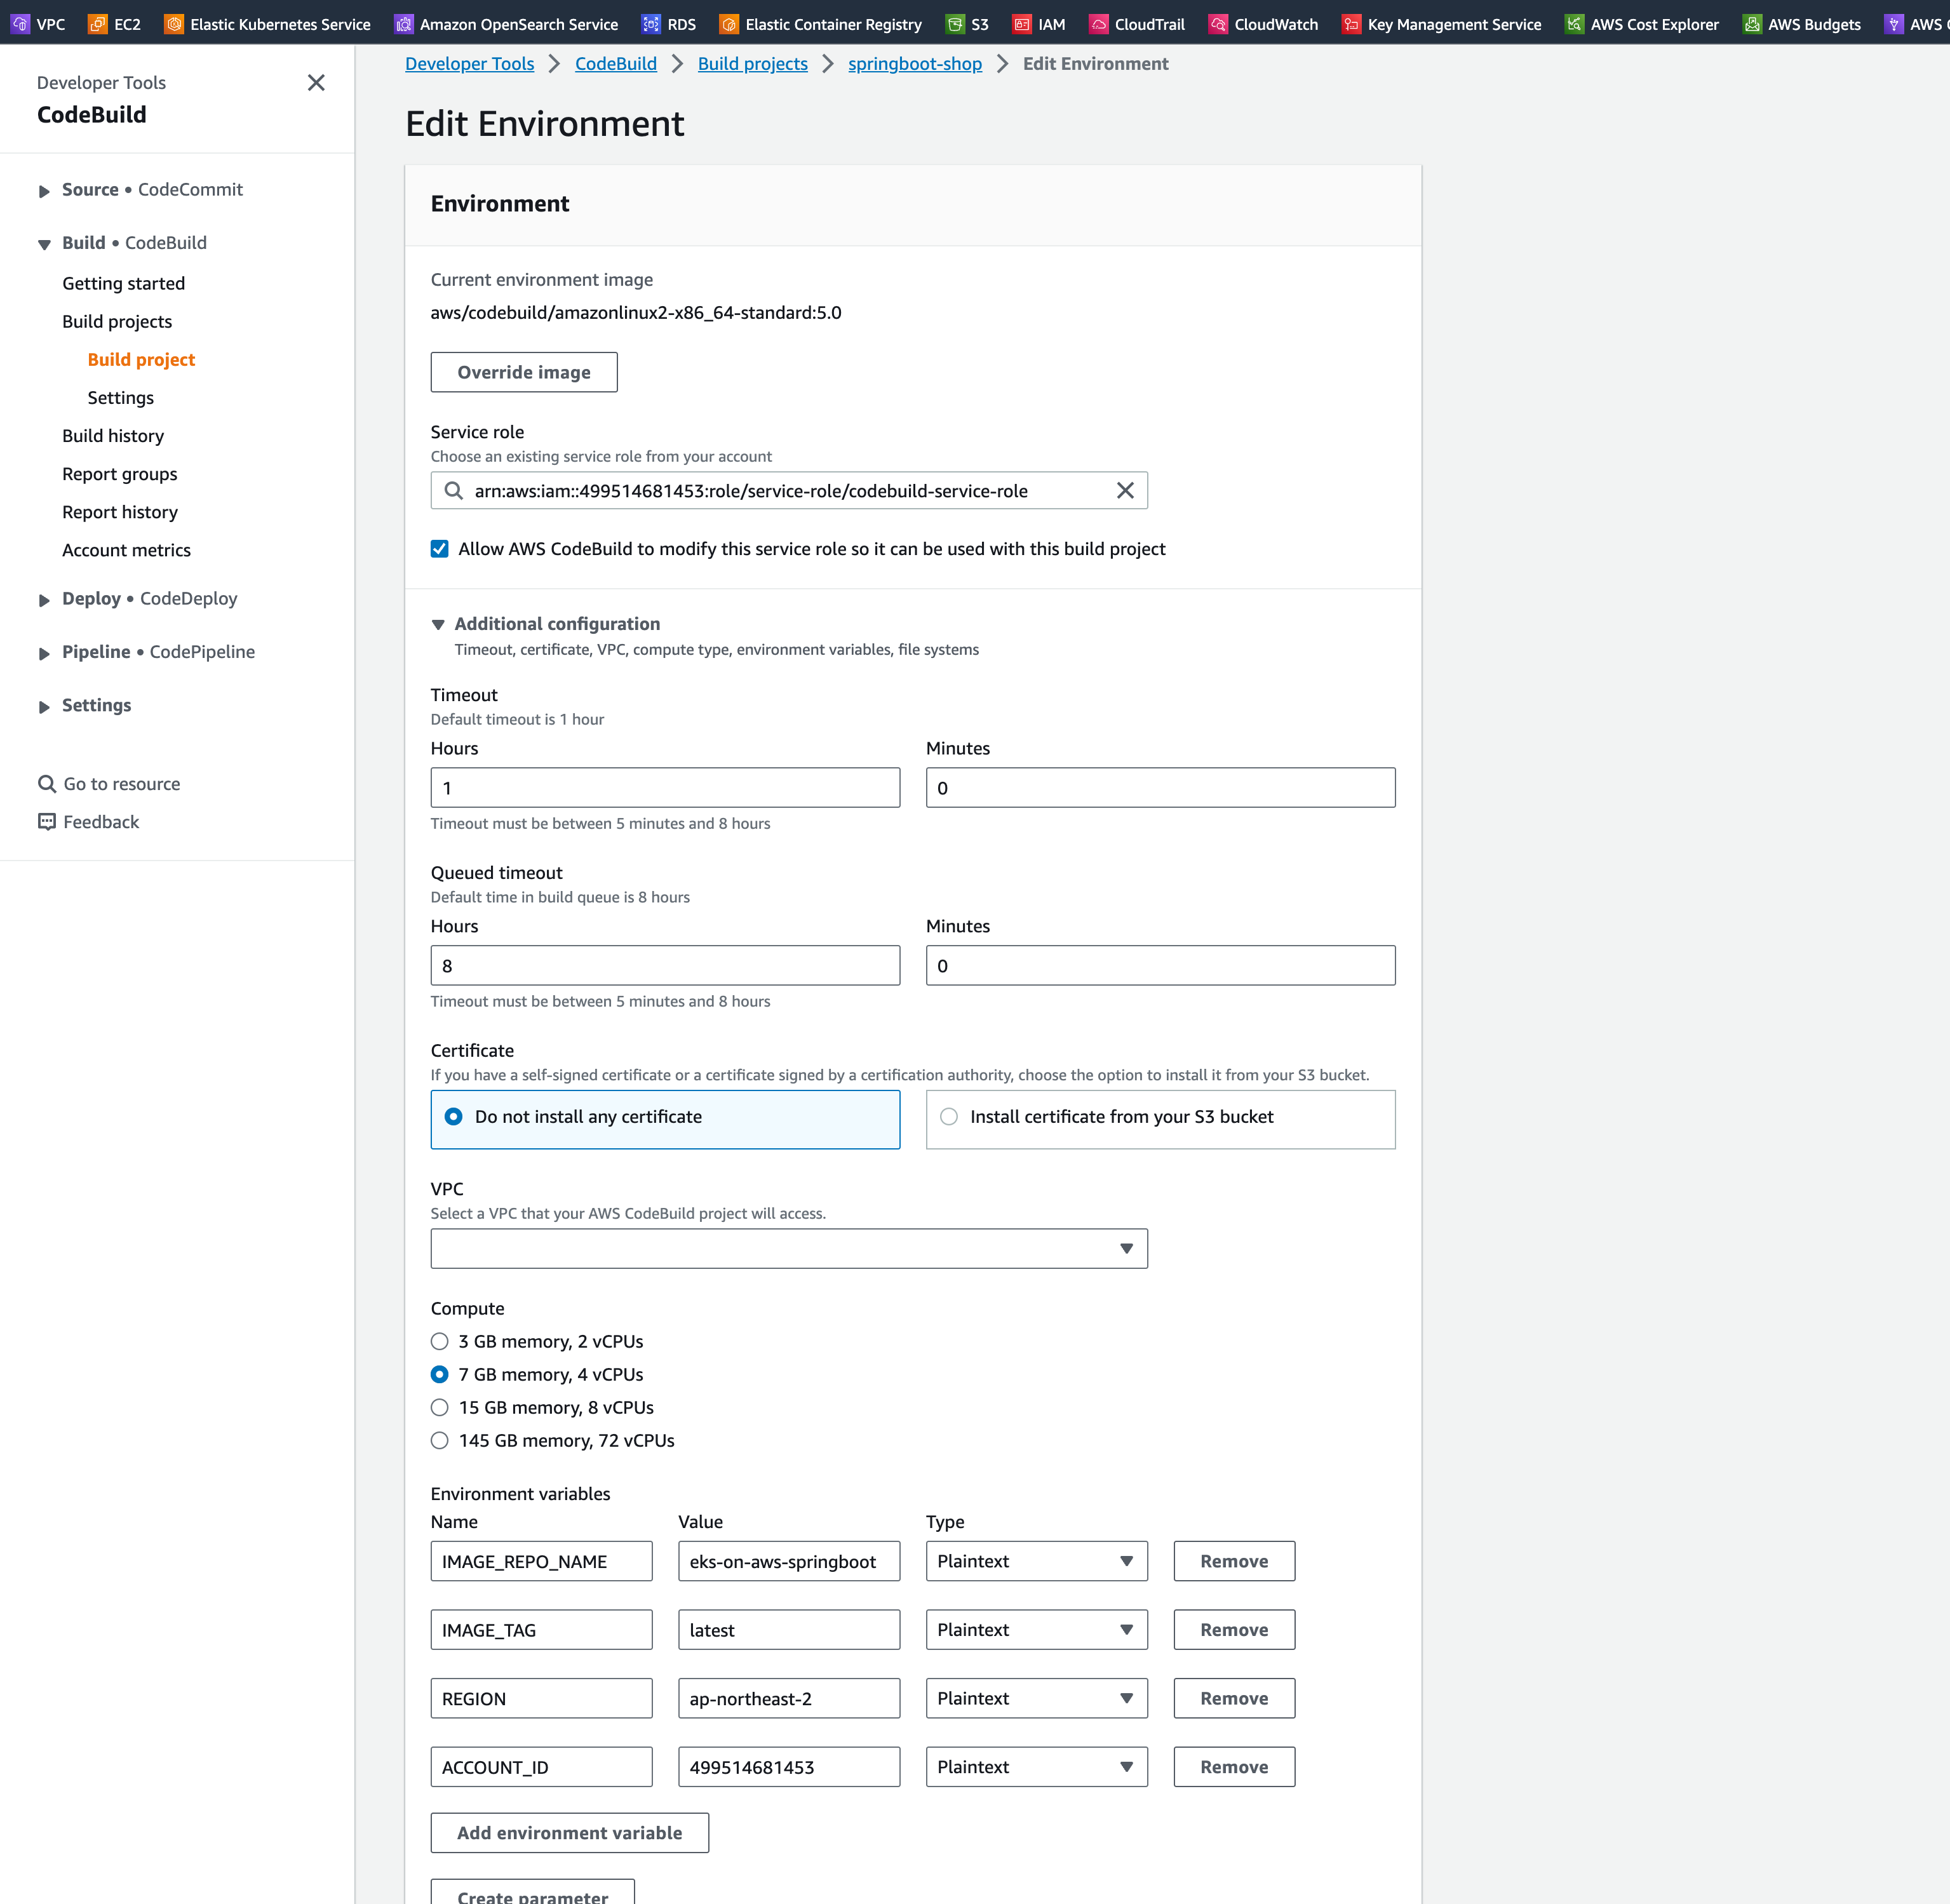 VPC EC2 Elastic Kubernetes Service Amazon OpenSearch Service RDS Elastic Container Registry S3 IAM CloudTrail CloudWatch Key Management Service AWS Cost Explorer AWS Budgets AWS
Developer Tools
CodeBuild
Source • CodeCommit
Build • CodeBuild
Getting started
Build projects
Build project
Settings
Build history
Report groups
Report history
Account metrics
Deploy • CodeDeploy
Pipeline • CodePipeline
Settings
Go to resource
Feedback
Developer Tools CodeBuild Build projects springboot-shop Edit Environment
Edit Environment
Environment
Current environment image
aws/codebuild/amazonlinux2-x86_64-standard:5.0
Override image
Service role
Choose an existing service role from your account
arn:aws:iam::499514681453:role/service-role/codebuild-service-role
Allow AWS CodeBuild to modify this service role so it can be used with this build project
Additional configuration
Timeout, certificate, VPC, compute type, environment variables, file systems
Timeout
Default timeout is 1 hour
Hours Minutes
1 0
Timeout must be between 5 minutes and 8 hours
Queued timeout
Default time in build queue is 8 hours
Hours Minutes
8 0
Timeout must be between 5 minutes and 8 hours
Certificate
If you have a self-signed certificate or a certificate signed by a certification authority, choose the option to install it from your S3 bucket.
Do not install any certificate Install certificate from your S3 bucket
VPC
Select a VPC that your AWS CodeBuild project will access.
Compute
3 GB memory, 2 vCPUs
7 GB memory, 4 vCPUs
15 GB memory, 8 vCPUs
145 GB memory, 72 vCPUs
Environment variables
Name Value Type
IMAGE_REPO_NAME eks-on-aws-springboot Plaintext Remove
IMAGE_TAG latest Plaintext Remove
REGION ap-northeast-2 Plaintext Remove
ACCOUNT_ID 499514681453 Plaintext Remove
Add environment variable
Create parameter